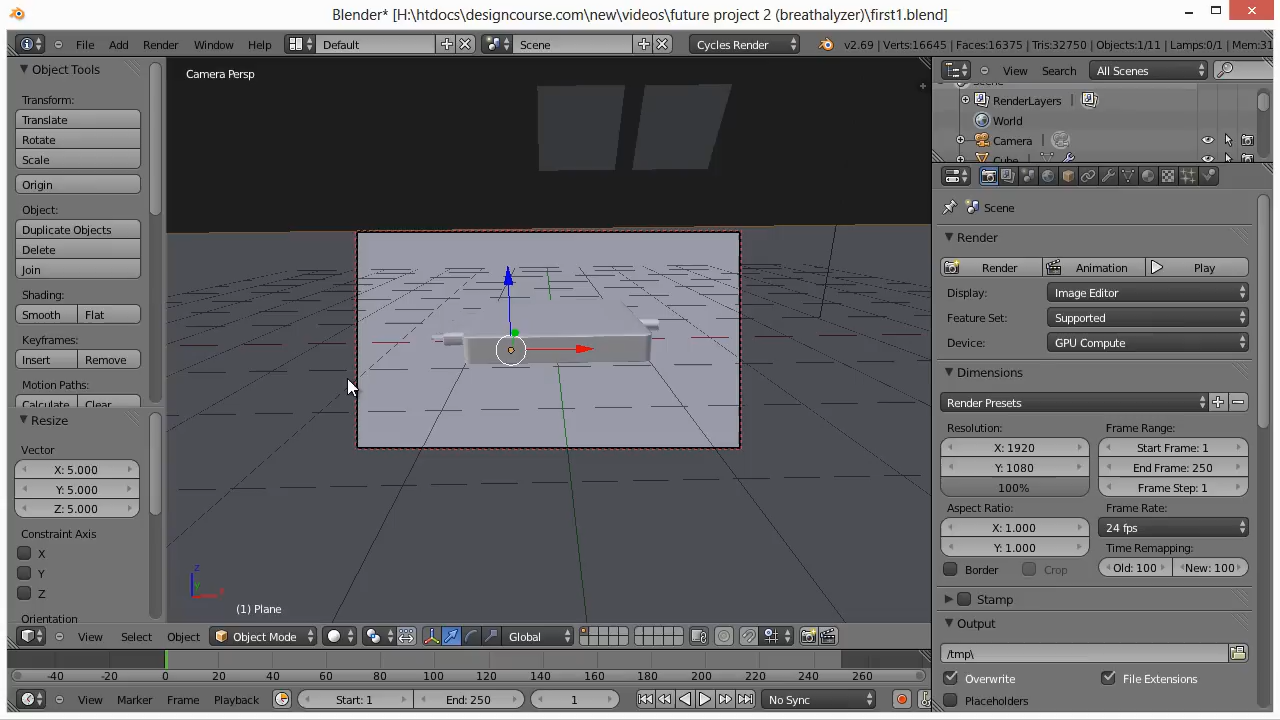 Blender* [H:\htdocs\designcourse.com\new\videos\future project 2 (breathalyzer)\first1.blend]
File Add Render Window Help Default Scene Cycles Render v2.69 | Verts:16645 | Faces:16375 | Tris:32750 | Objects:1/11 | Lamps:0/1 | Mem:31
Object Tools
Transform:
Translate
Rotate
Scale
Origin
Object:
Duplicate Objects
Delete
Join
Shading:
Smooth Flat
Keyframes:
Insert Remove
Motion Paths:
Calculate Clear
Resize
Vector
X: 5.000
Y: 5.000
Z: 5.000
Constraint Axis
X
Y
Z
Orientation
Camera Persp
z
y
x
(1) Plane
View Select Object Object Mode Global
-40 -20 0 20 40 60 80 100 120 140 160 180 200 220 240 260
View Marker Frame Playback Start: 1 End: 250 1 No Sync
View Search All Scenes
Scene
RenderLayers |
World
Camera |
Cube
Scene
Render
Render Animation Play
Display: Image Editor
Feature Set: Supported
Device: GPU Compute
Dimensions
Render Presets
Resolution: Frame Range:
X: 1920 Start Frame: 1
Y: 1080 End Frame: 250
100% Frame Step: 1
Aspect Ratio: Frame Rate:
X: 1.000 24 fps
Y: 1.000 Time Remapping:
Border Crop Old: 100 New: 100
Stamp
Output
/tmp\
Overwrite File Extensions
Placeholders